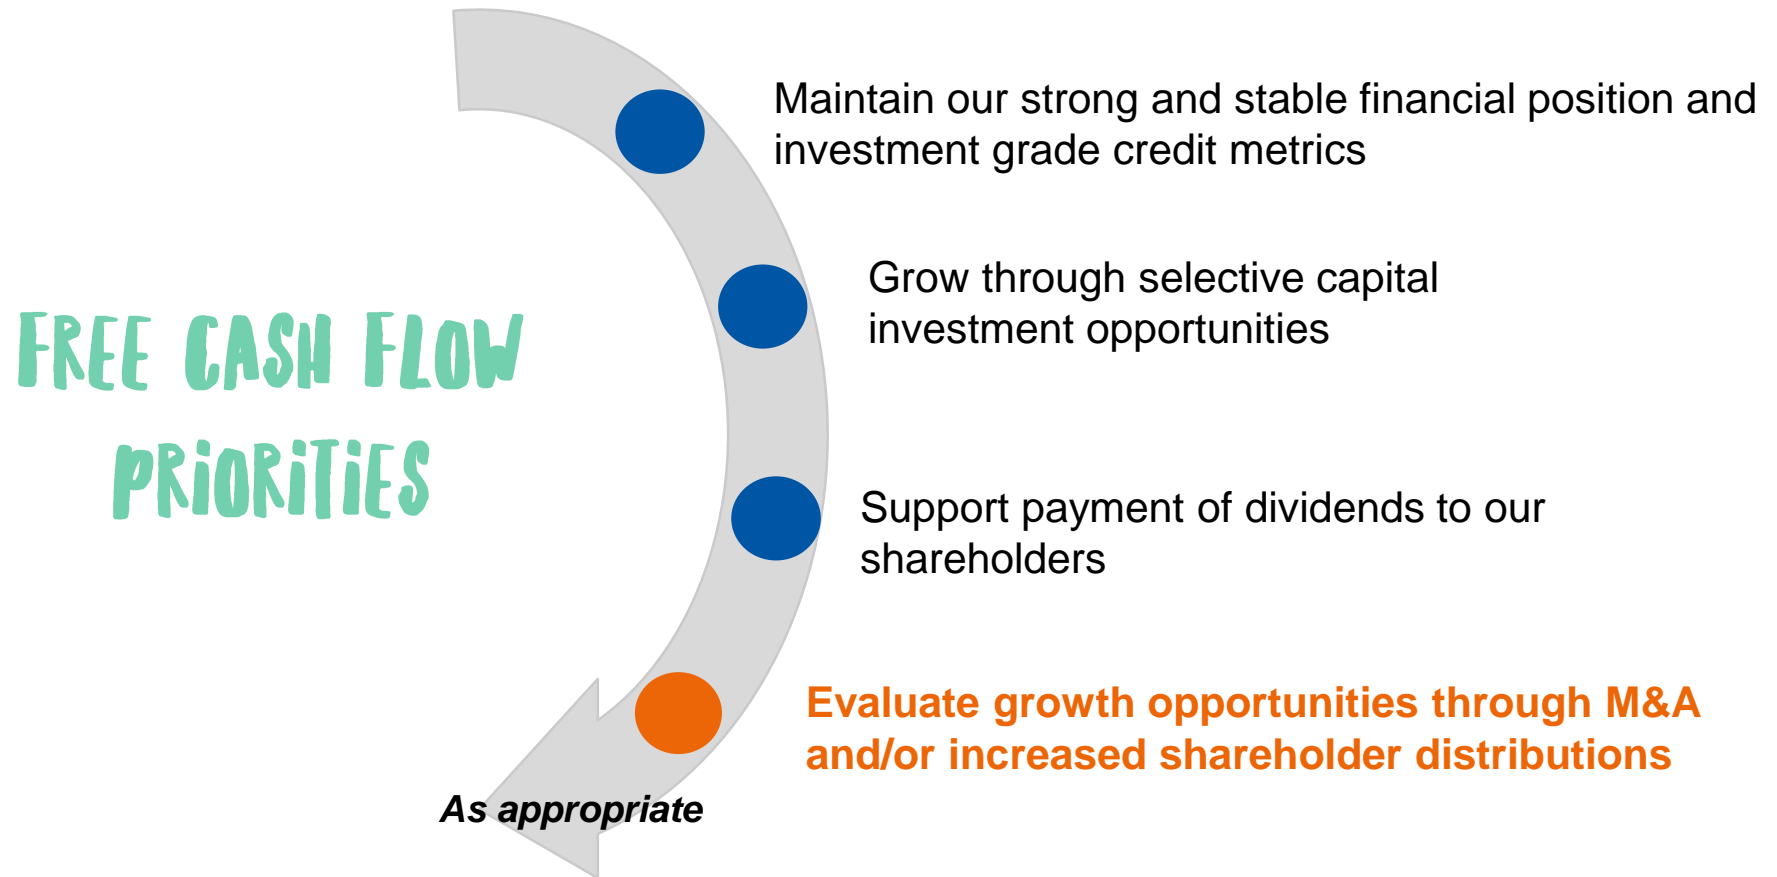 Maintain our strong and stable financial position and
investment grade credit metrics
Grow through selective capital
investment opportunities
FREE CASH FLOW
PRiORiTiES
Support payment of dividends to our
shareholders
Evaluate growth opportunities through M&A
and/or increased shareholder distributions
As appropriate